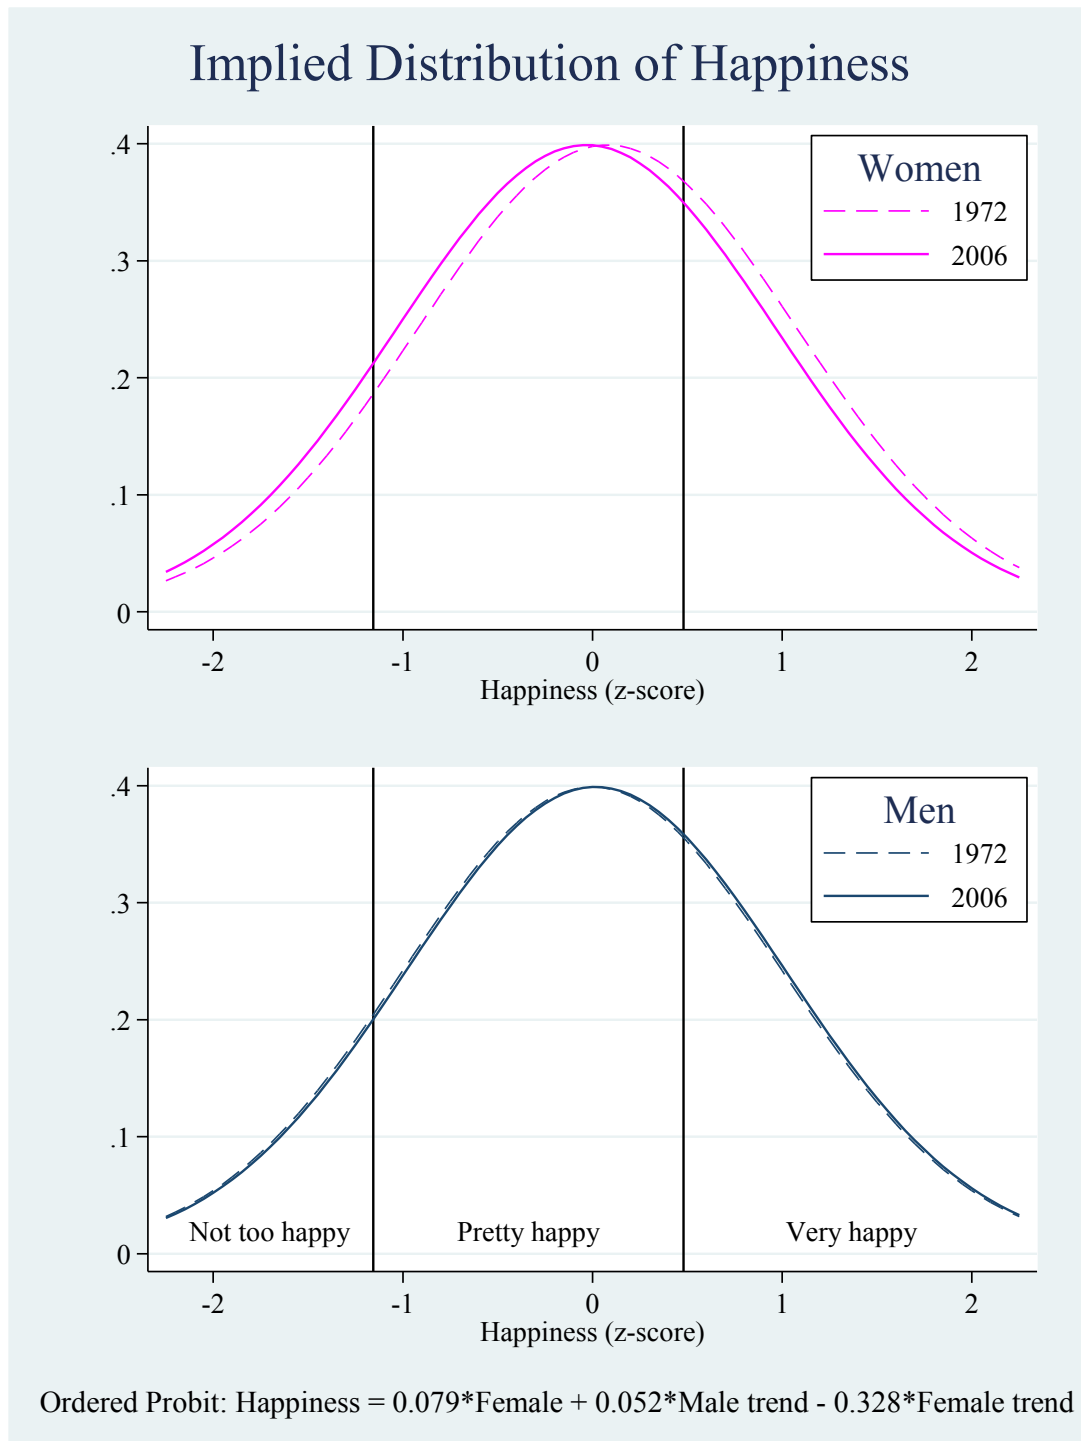 Implied Distribution of Happiness
.4
.3
.2
.1
0
Women
1972
2006
-2 -1 0 1 2
Happiness (z-score)
.4
.3
.2
.1
0
Men
1972
2006
Not too happy Pretty happy Very happy
-2 -1 0 1 2
Happiness (z-score)
Ordered Probit: Happiness = 0.079*Female + 0.052*Male trend - 0.328*Female trend